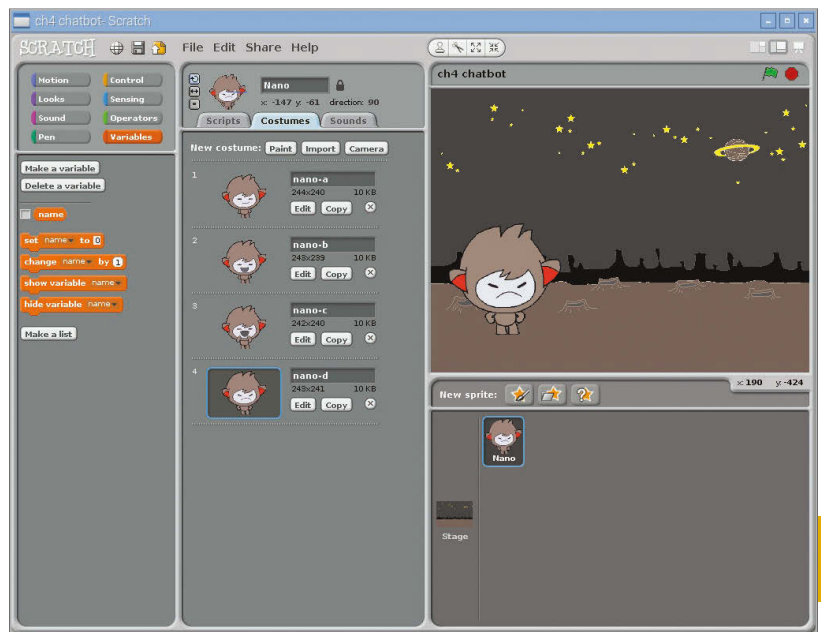 ch4 chatbot- Scratch
SCRATCH File Edit Share Help
Motion Control
Looks Sensing
Sound Operators
Pen Variables
Make a variable
Delete a variable
name
set name to 0
change name by 1
show variable name
hide variable name
Make a list
Nano
x: -147 y: -61 direction: 90
Scripts Costumes Sounds
New costume: Paint Import Camera
1
nano-a
244x240 10 KB
Edit Copy
2
nano-b
243x239 10 KB
Edit Copy
3
nano-c
242x240 10 KB
Edit Copy
4
nano-d
243x241 10 KB
Edit Copy
ch4 chatbot
x: 190 y: -424
New sprite:
Nano
Stage